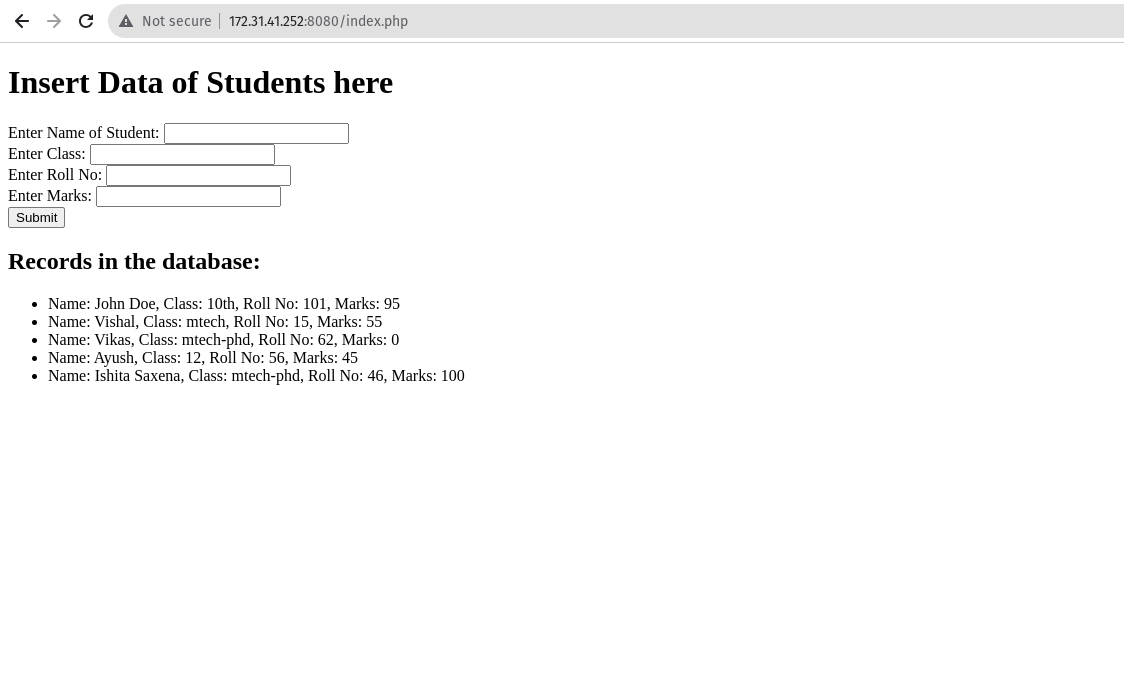 Not secure 172.31.41.252:8080/index.php
Insert Data of Students here
Enter Name of Student:
Enter Class:
Enter Roll No:
Enter Marks:
Submit
Records in the database:
Name: John Doe, Class: 10th, Roll No: 101, Marks: 95
Name: Vishal, Class: mtech, Roll No: 15, Marks: 55
Name: Vikas, Class: mtech-phd, Roll No: 62, Marks: 0
Name: Ayush, Class: 12, Roll No: 56, Marks: 45
Name: Ishita Saxena, Class: mtech-phd, Roll No: 46, Marks: 100